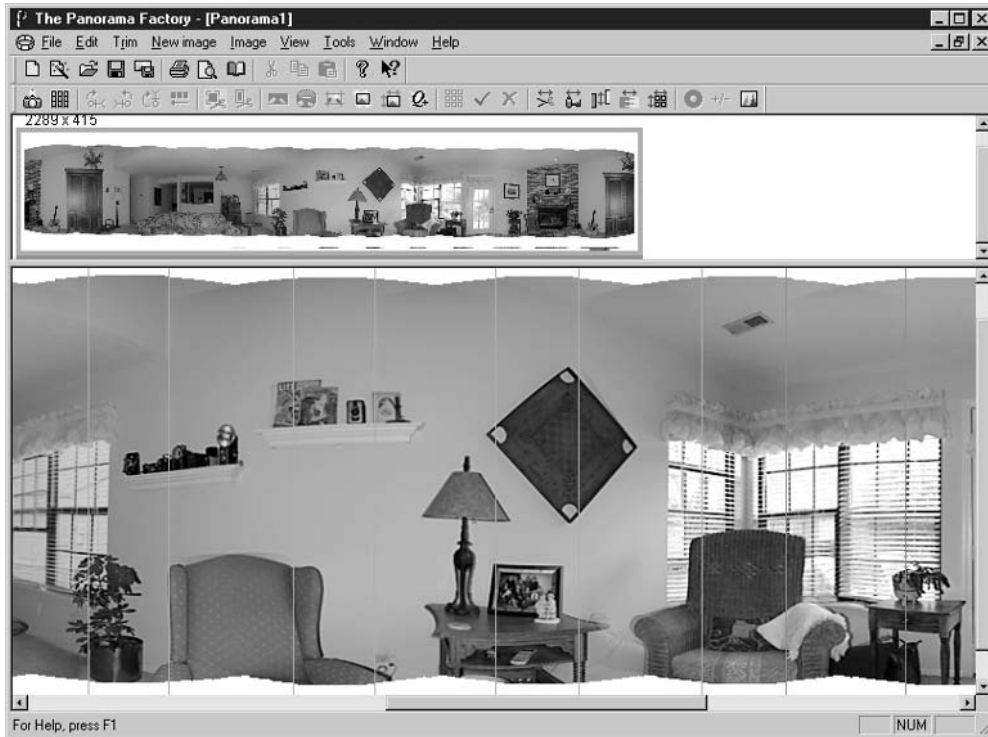 The Panorama Factory - [Panorama1]
File Edit Trim New image Image View Tools Window Help
+/-
2289 x 415
For Help, press F1
NUM